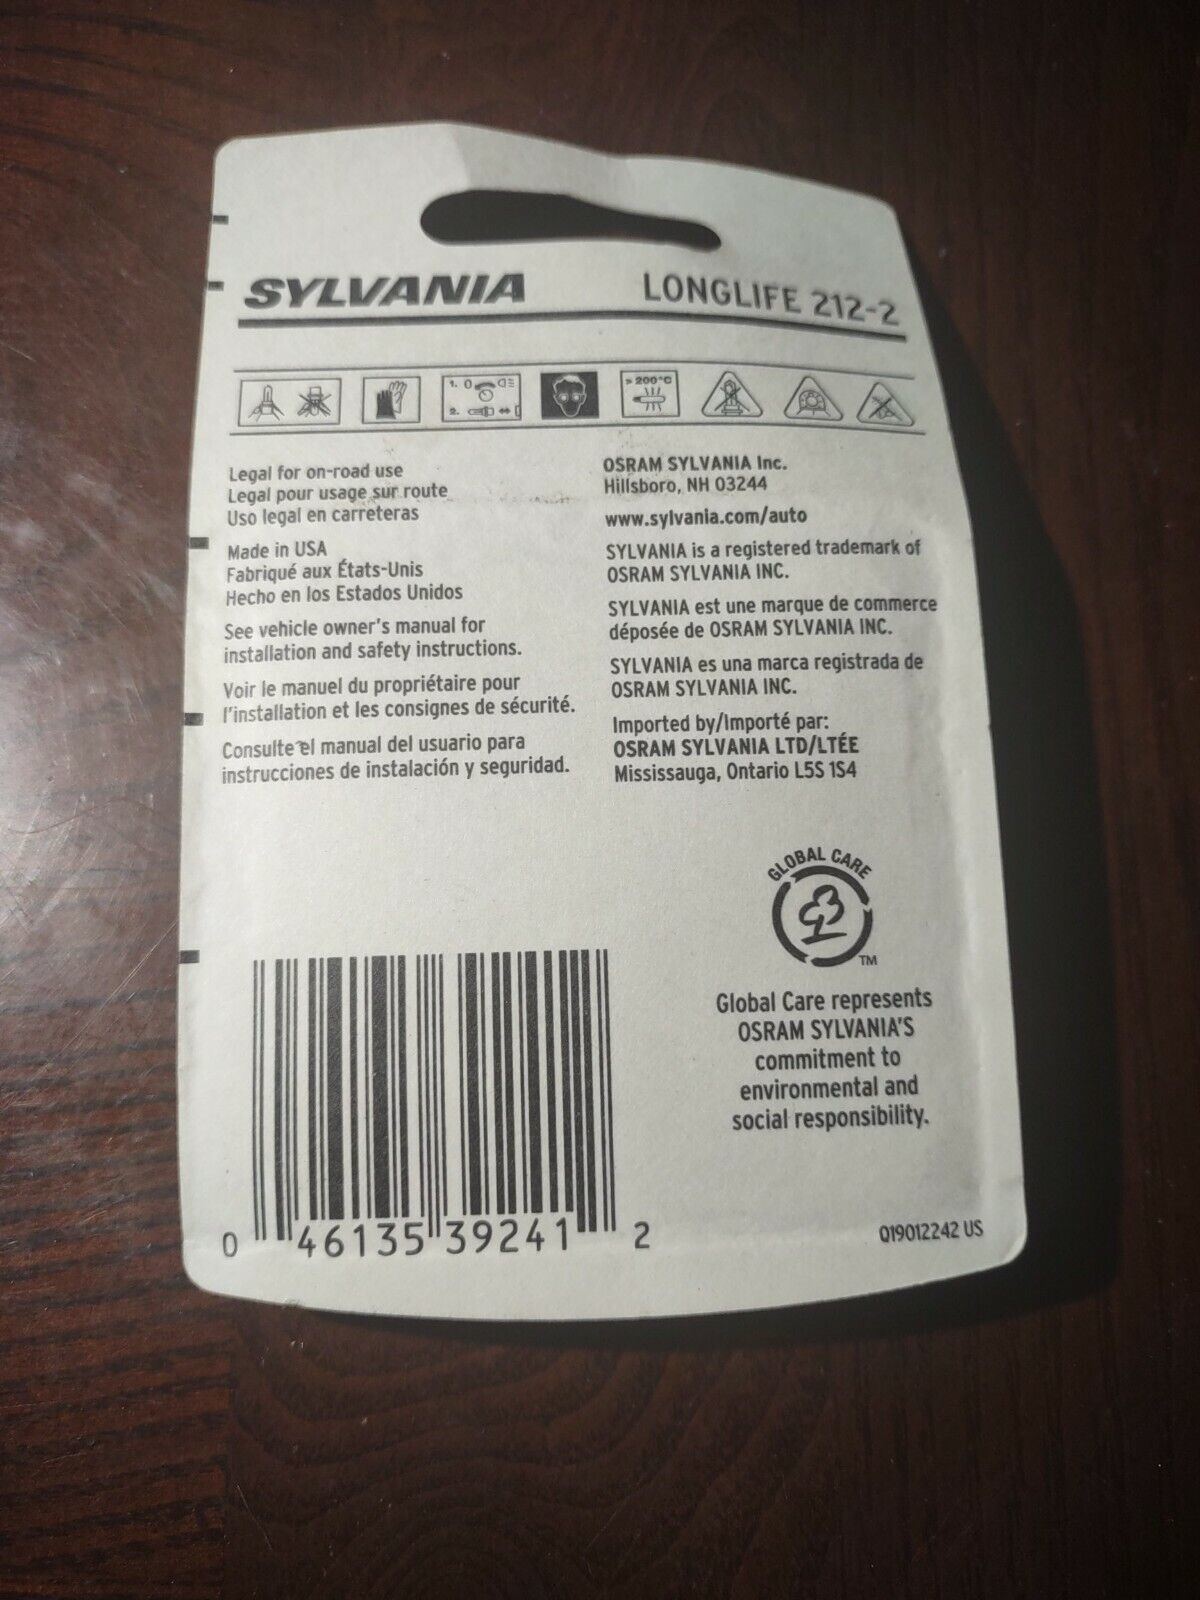 SYLVANIA LONGLIFE 212-2
1. 0
2.
>200°C
Legal for on-road use
Legal pour usage sur route
Uso legal en carreteras
Made in USA
Fabriqué aux États-Unis
Hecho en los Estados Unidos
See vehicle owner's manual for
installation and safety instructions.
Voir le manuel du propriétaire pour
l'installation et les consignes de sécurité.
Consulte el manual del usuario para
instrucciones de instalación y seguridad.
OSRAM SYLVANIA Inc.
Hillsboro, NH 03244
www.sylvania.com/auto
SYLVANIA is a registered trademark of
OSRAM SYLVANIA INC.
SYLVANIA est une marque de commerce
déposée de OSRAM SYLVANIA INC.
SYLVANIA es una marca registrada de
OSRAM SYLVANIA INC.
Imported by/Importé par:
OSRAM SYLVANIA LTD/LTÉE
Mississauga, Ontario L5S 1S4
GLOBAL CARE
TM
Global Care represents
OSRAM SYLVANIA'S
commitment to
environmental and
social responsibility.
0 46135 39241 2
019012242 US